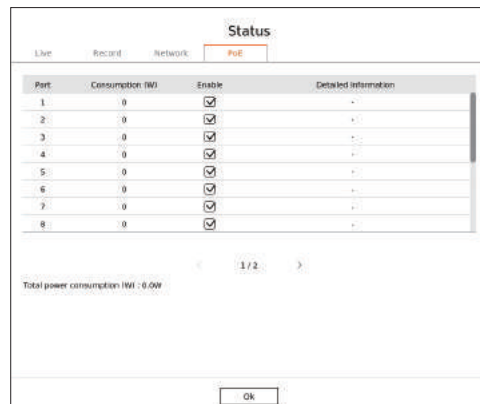 Status
Live Record Network PoE
Port Consumption (W) Enable Detailed Information
1 0 -
2 0 -
3 0 -
4 0 -
5 0 -
6 0 -
7 0 -
8 0 -
< 1 / 2 >
Total power consumption (W) : 0.0W
Ok